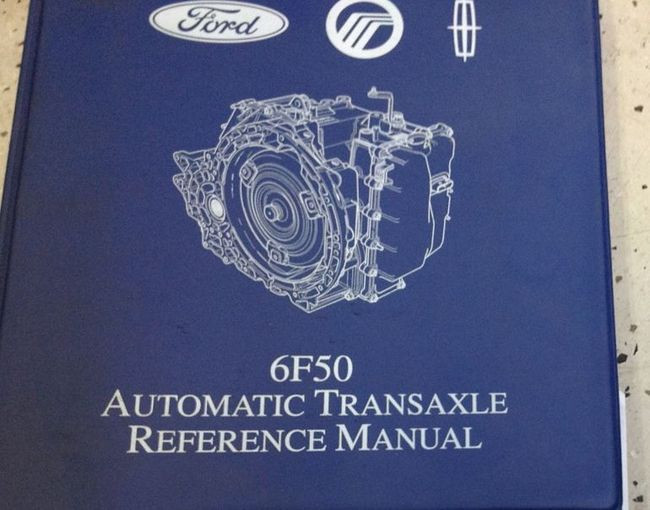 Ford
6F50
AUTOMATIC TRANSAXLE
REFERENCE MANUAL